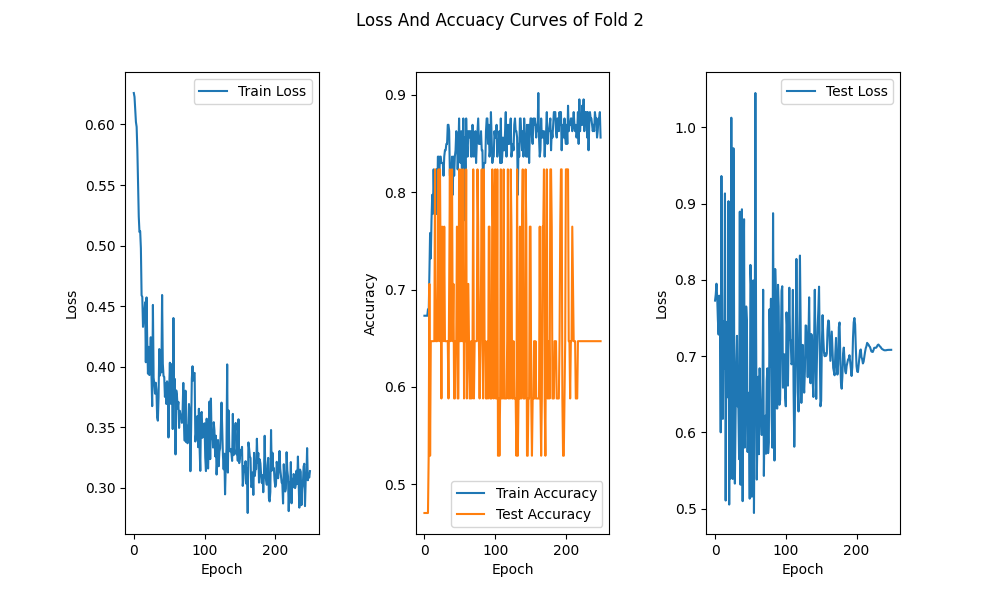 Loss And Accuacy Curves of Fold 2
Train Loss
0.60
0.55
0.50
0.45
0.40
0.35
0.30
Loss
0
100
200
Epoch
0.9
0.8
0.7
0.6
0.5
Accuracy
Train Accuracy
Test Accuracy
0
100
200
Epoch
Test Loss
1.0
0.9
0.8
0.7
0.6
0.5
Loss
0
100
200
Epoch